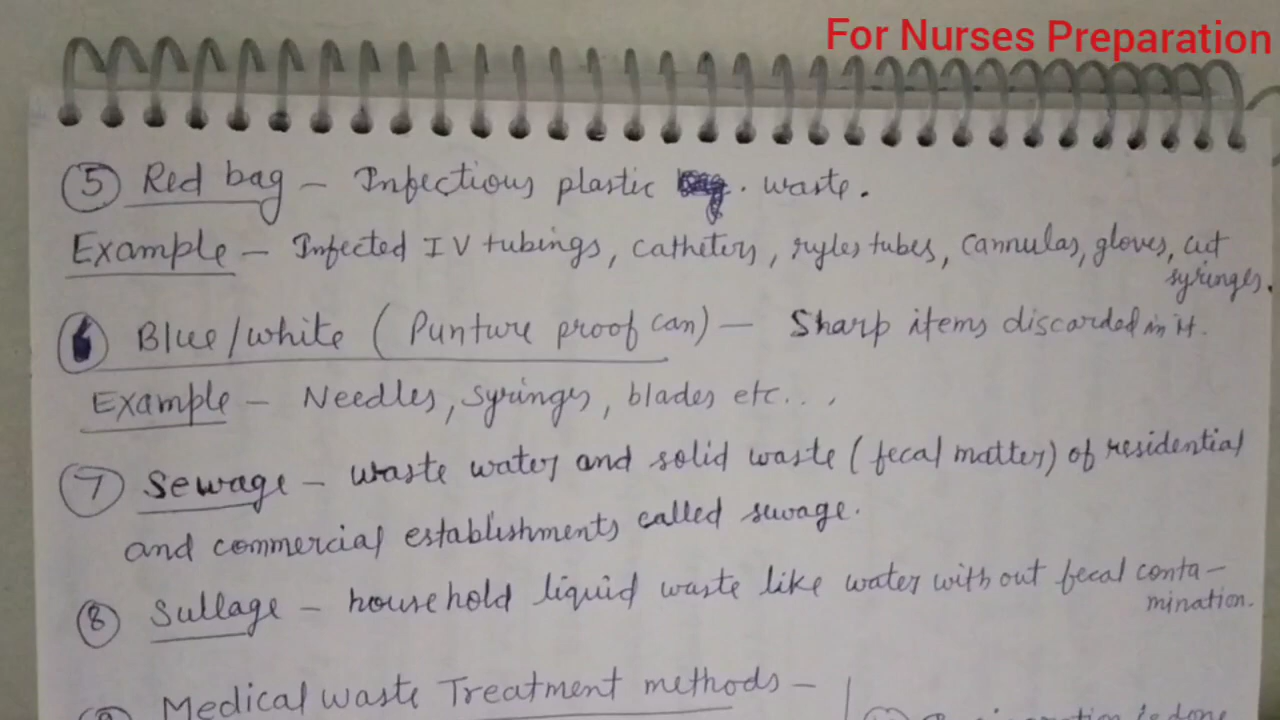 For Nurses Preparation
⑤ Red bag – Infectious plastic . waste.
Example – Infected IV tubings, catheters, ryles tubes, cannulas, gloves, cut
syringes.
⑥ Blue/white (Punture proof can) – Sharp items discarded in it.
Example – Needles, syringes, blades etc...
⑦ Sewage – waste water and solid waste (fecal matter) of residential
and commercial establishments called sewage.
⑧ Sullage – household liquid waste like water without fecal conta-
mination.
Medical waste Treatment methods –
is done